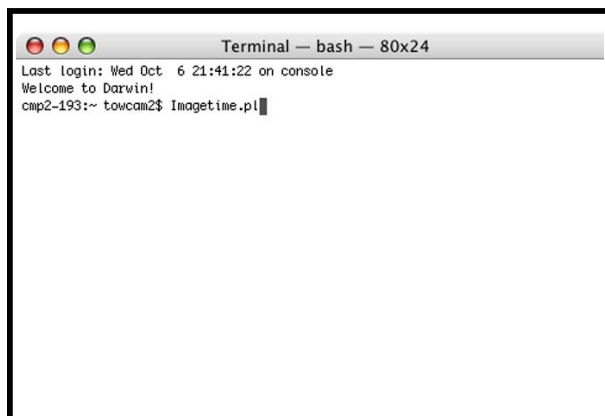 Terminal — bash — 80x24
Last login: Wed Oct  6 21:41:22 on console
Welcome to Darwin!
cmp2-193:~ towcam2$ Imagetime.pl